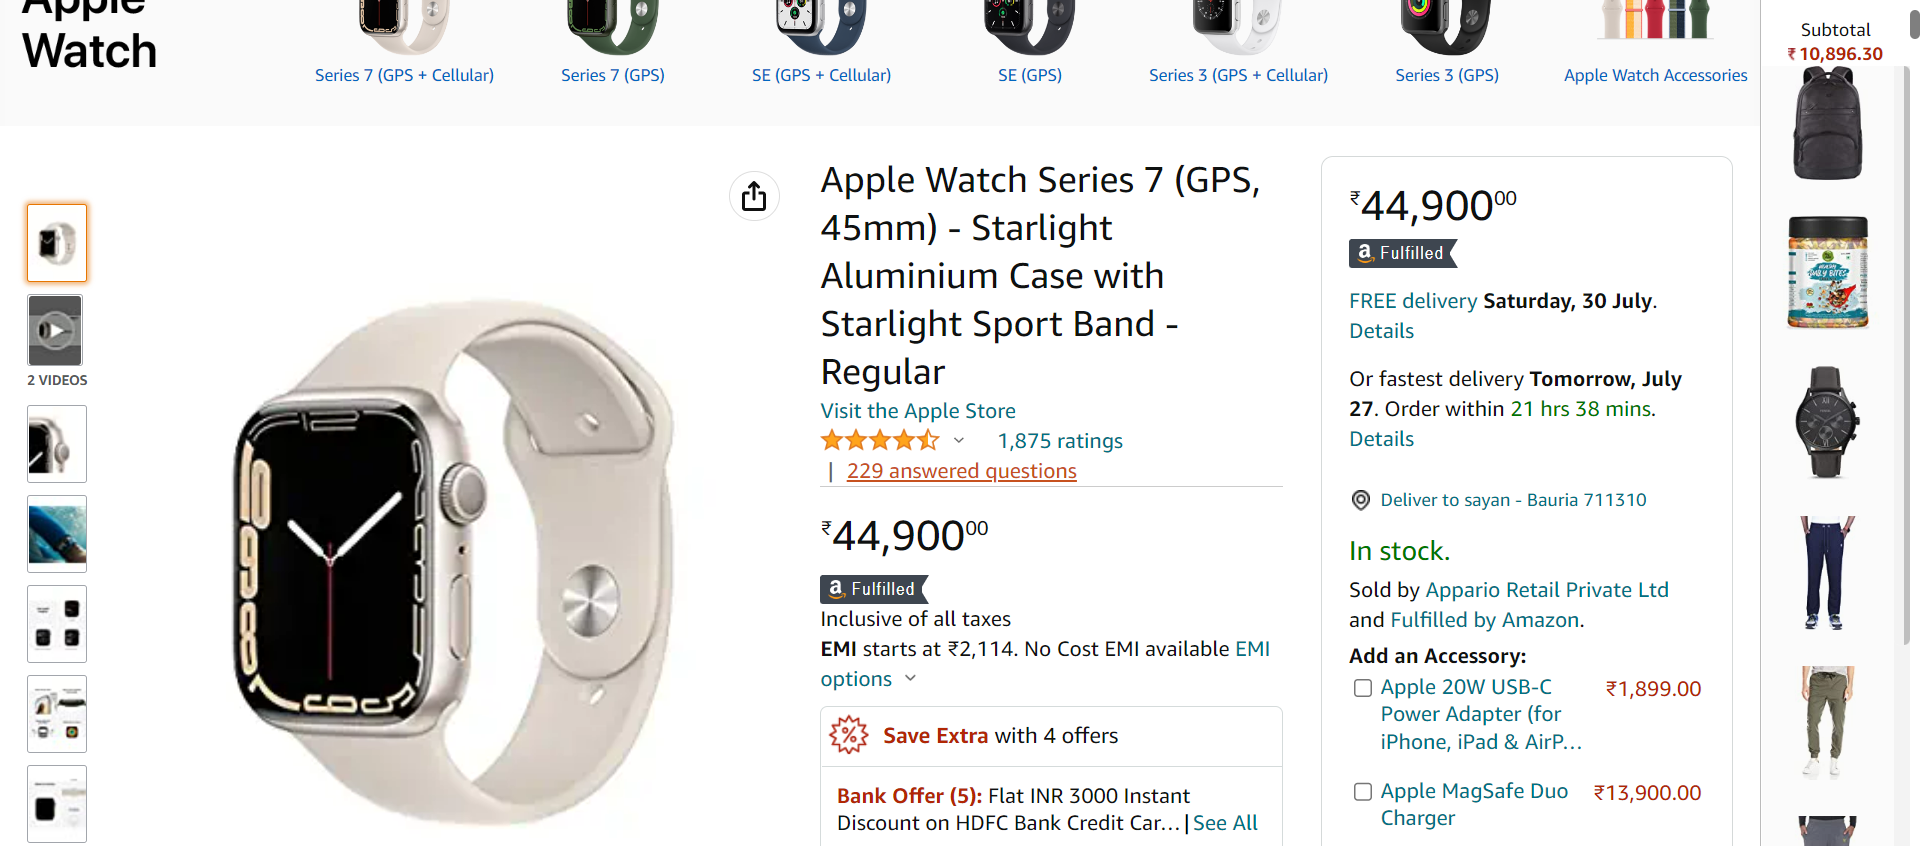 Apple
Watch
Series 7 (GPS + Cellular)
Series 7 (GPS)
SE (GPS + Cellular)
SE (GPS)
Series 3 (GPS + Cellular)
Series 3 (GPS)
Apple Watch Accessories
2 VIDEOS
Apple Watch Series 7 (GPS,
45mm) - Starlight
Aluminium Case with
Starlight Sport Band -
Regular
Visit the Apple Store
1,875 ratings
| 229 answered questions
₹44,90000
a Fulfilled
Inclusive of all taxes
EMI starts at ₹2,114. No Cost EMI available EMI
options
Save Extra with 4 offers
Bank Offer (5): Flat INR 3000 Instant
Discount on HDFC Bank Credit Car... | See All
₹44,90000
a Fulfilled
FREE delivery Saturday, 30 July.
Details
Or fastest delivery Tomorrow, July
27. Order within 21 hrs 38 mins.
Details
Deliver to sayan - Bauria 711310
In stock.
Sold by Appario Retail Private Ltd
and Fulfilled by Amazon.
Add an Accessory:
Apple 20W USB-C
Power Adapter (for
iPhone, iPad & AirP...
₹1,899.00
Apple MagSafe Duo
Charger
₹13,900.00
Subtotal
₹10,896.30
DAILY BITES